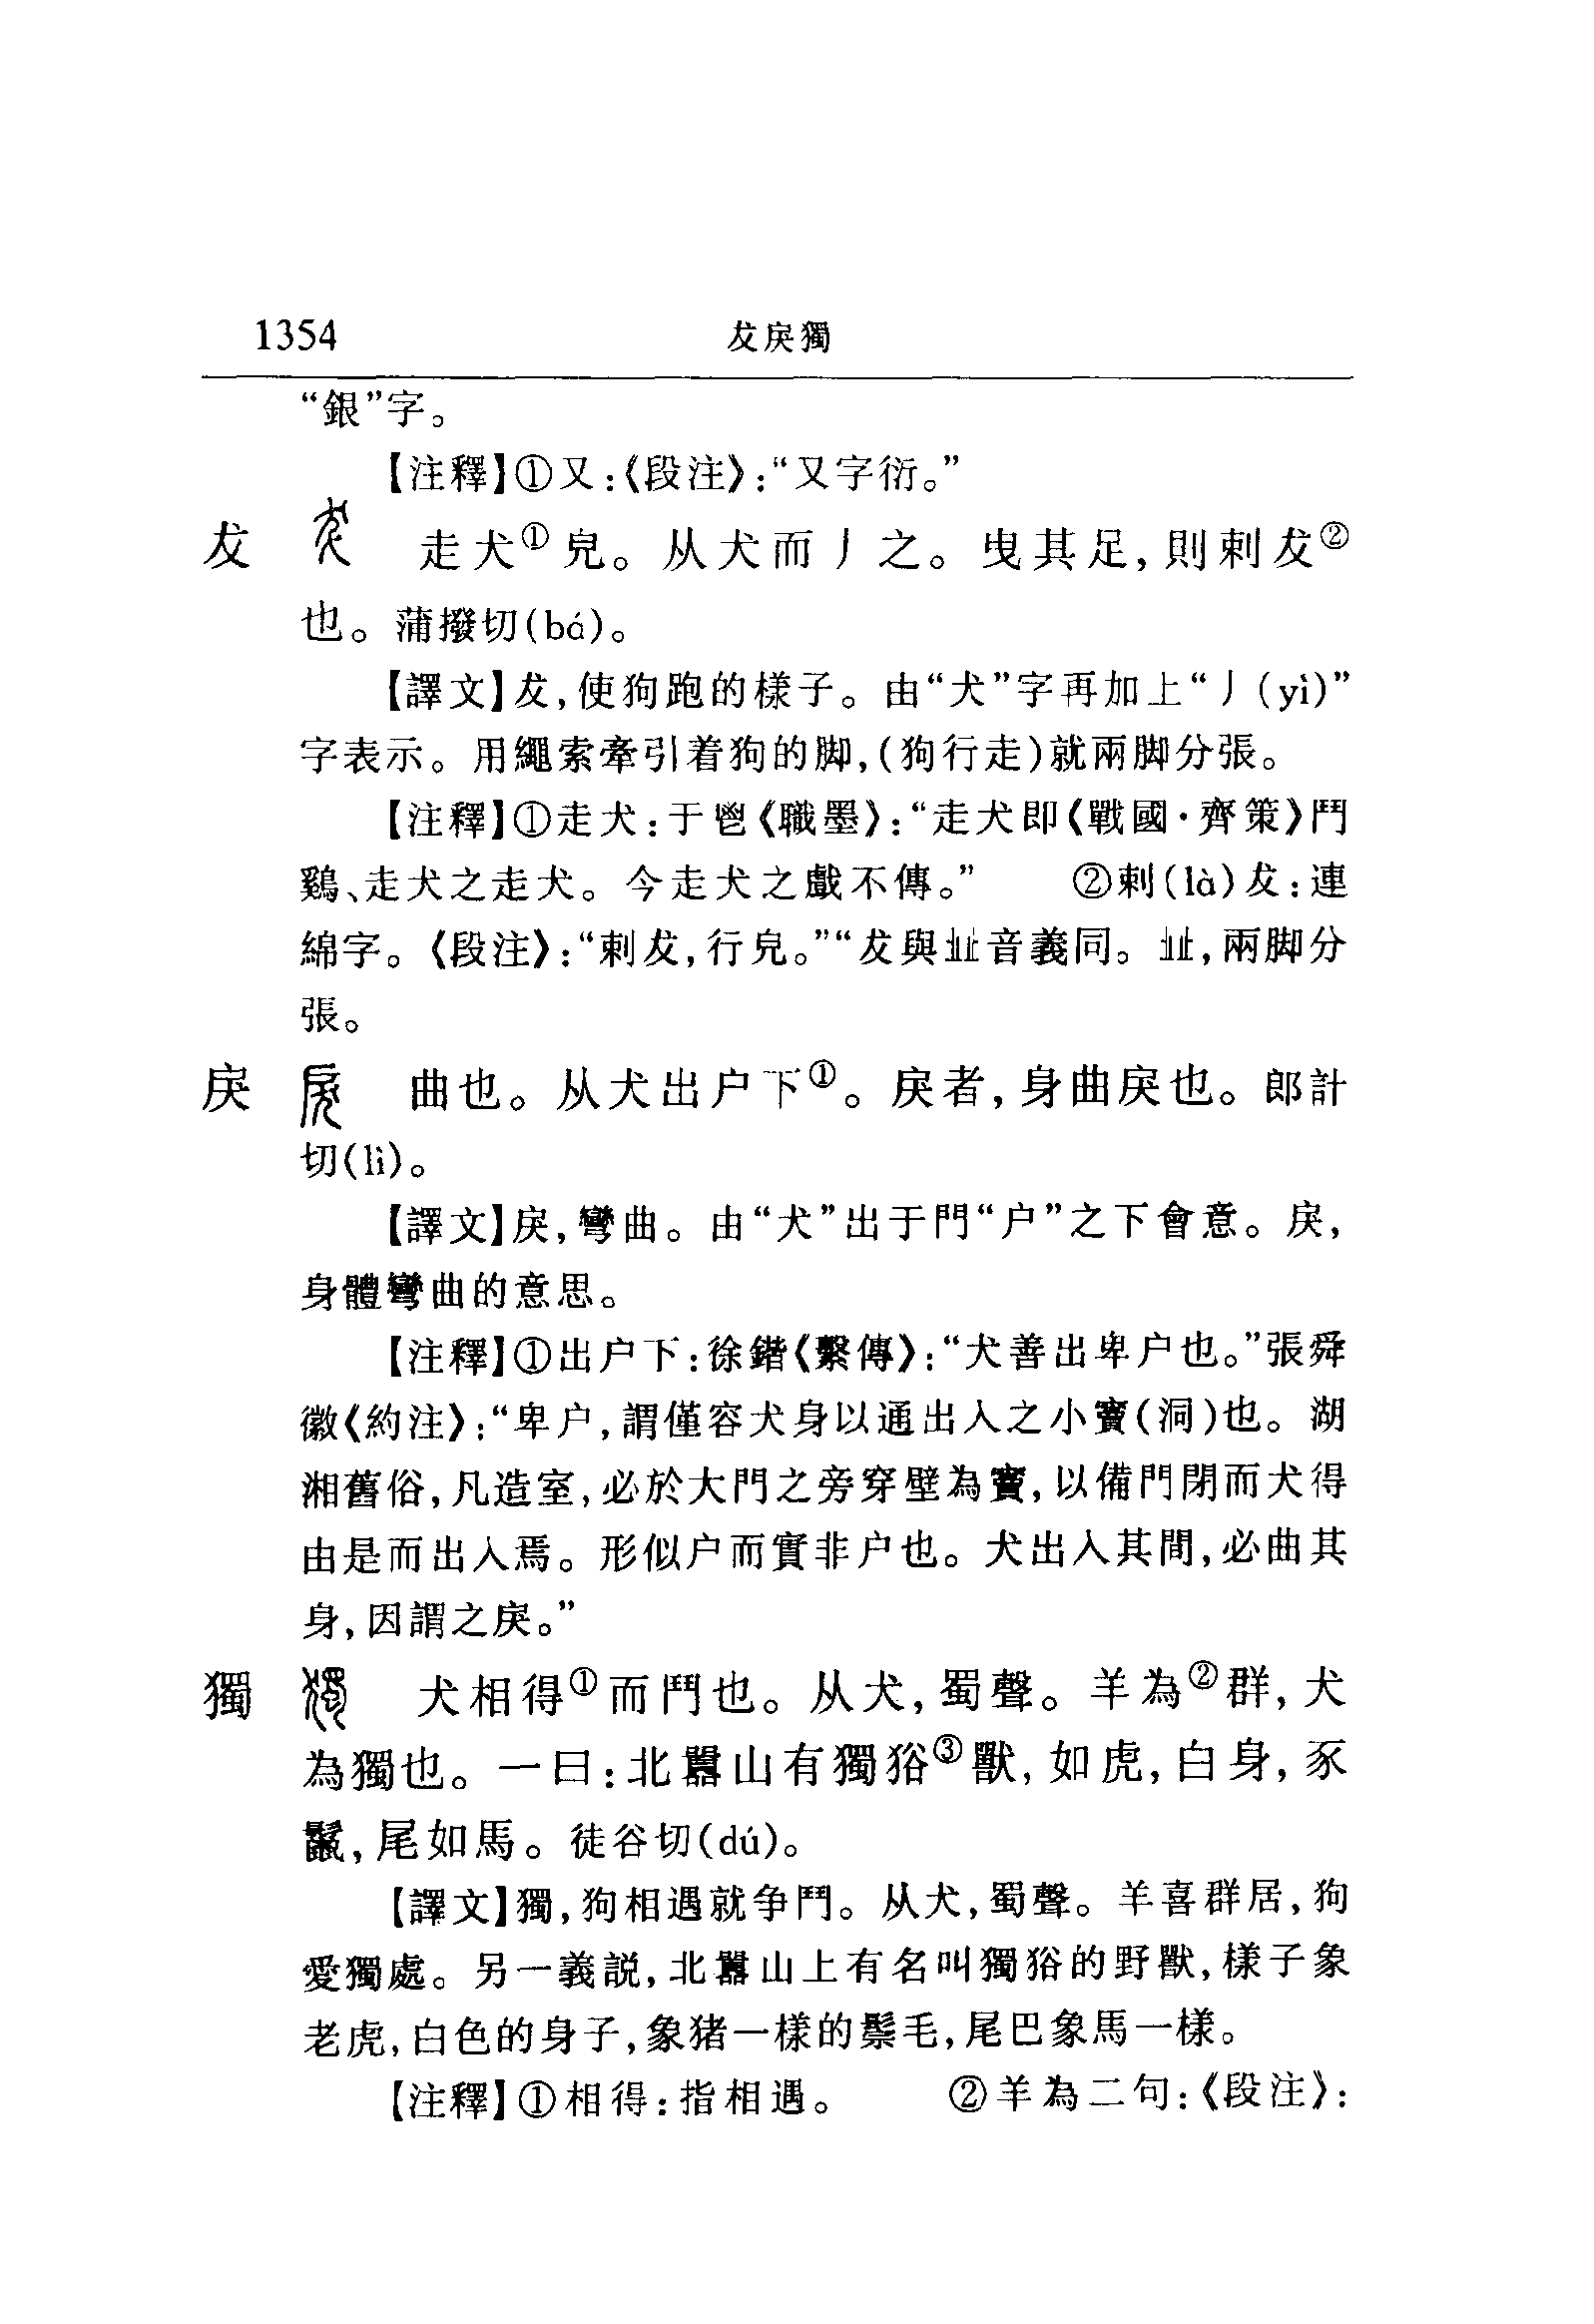 1354 犮戾獨
“銀”字。
【注釋】①又:《段注》:“又字衍。”
犮 走犬①皃。从犬而丿之。曳其足,則剌犮②
也。蒲撥切(bá)。
【譯文】犮,使狗跑的樣子。由“犬”字再加上“丿(yì)”
字表示。用繩索牽引着狗的脚,(狗行走)就兩脚分張。
【注釋】①走犬:于鬯《職墨》:“走犬即《戰國·齊策》鬥
鷄、走犬之走犬。今走犬之戲不傳。” ②剌(là)犮:連
綿字。《段注》:“剌犮,行皃。”“犮與𣥠音義同。𣥠,兩脚分
張。
戾 曲也。从犬出户下①。戾者,身曲戾也。郎計
切(lì)。
【譯文】戾,彎曲。由“犬”出于門“户”之下會意。戾,
身體彎曲的意思。
【注釋】①出户下:徐鍇《繫傳》:“犬善出卑户也。”張舜
徽《約注》:“卑户,謂僅容犬身以通出入之小竇(洞)也。湖
湘舊俗,凡造室,必於大門之旁穿壁為竇,以備門閉而犬得
由是而出入焉。形似户而實非户也。犬出入其間,必曲其
身,因謂之戾。”
獨 犬相得①而鬥也。从犬,蜀聲。羊為②群,犬
為獨也。一曰:北嚻山有獨𤞞③獸,如虎,白身,豕
鬣,尾如馬。徒谷切(dú)。
【譯文】獨,狗相遇就争鬥。从犬,蜀聲。羊喜群居,狗
愛獨處。另一義説,北嚻山上有名叫獨𤞞的野獸,樣子象
老虎,白色的身子,象猪一樣的鬃毛,尾巴象馬一樣。
【注釋】①相得:指相遇。 ②羊為二句:《段注》: